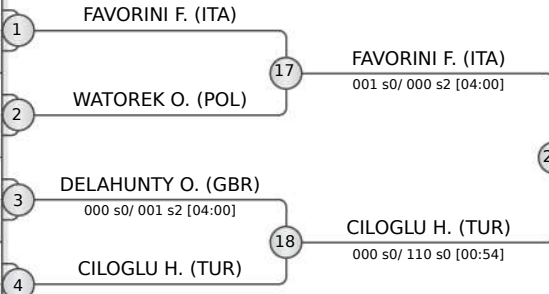 FAVORINI F. (ITA)
1
17
FAVORINI F. (ITA)
001 s0/ 000 s2 [04:00]
WATOREK O. (POL)
2
DELAHUNTY O. (GBR)
3
000 s0/ 001 s2 [04:00]
18
CILOGLU H. (TUR)
000 s0/ 110 s0 [00:54]
CILOGLU H. (TUR)
4